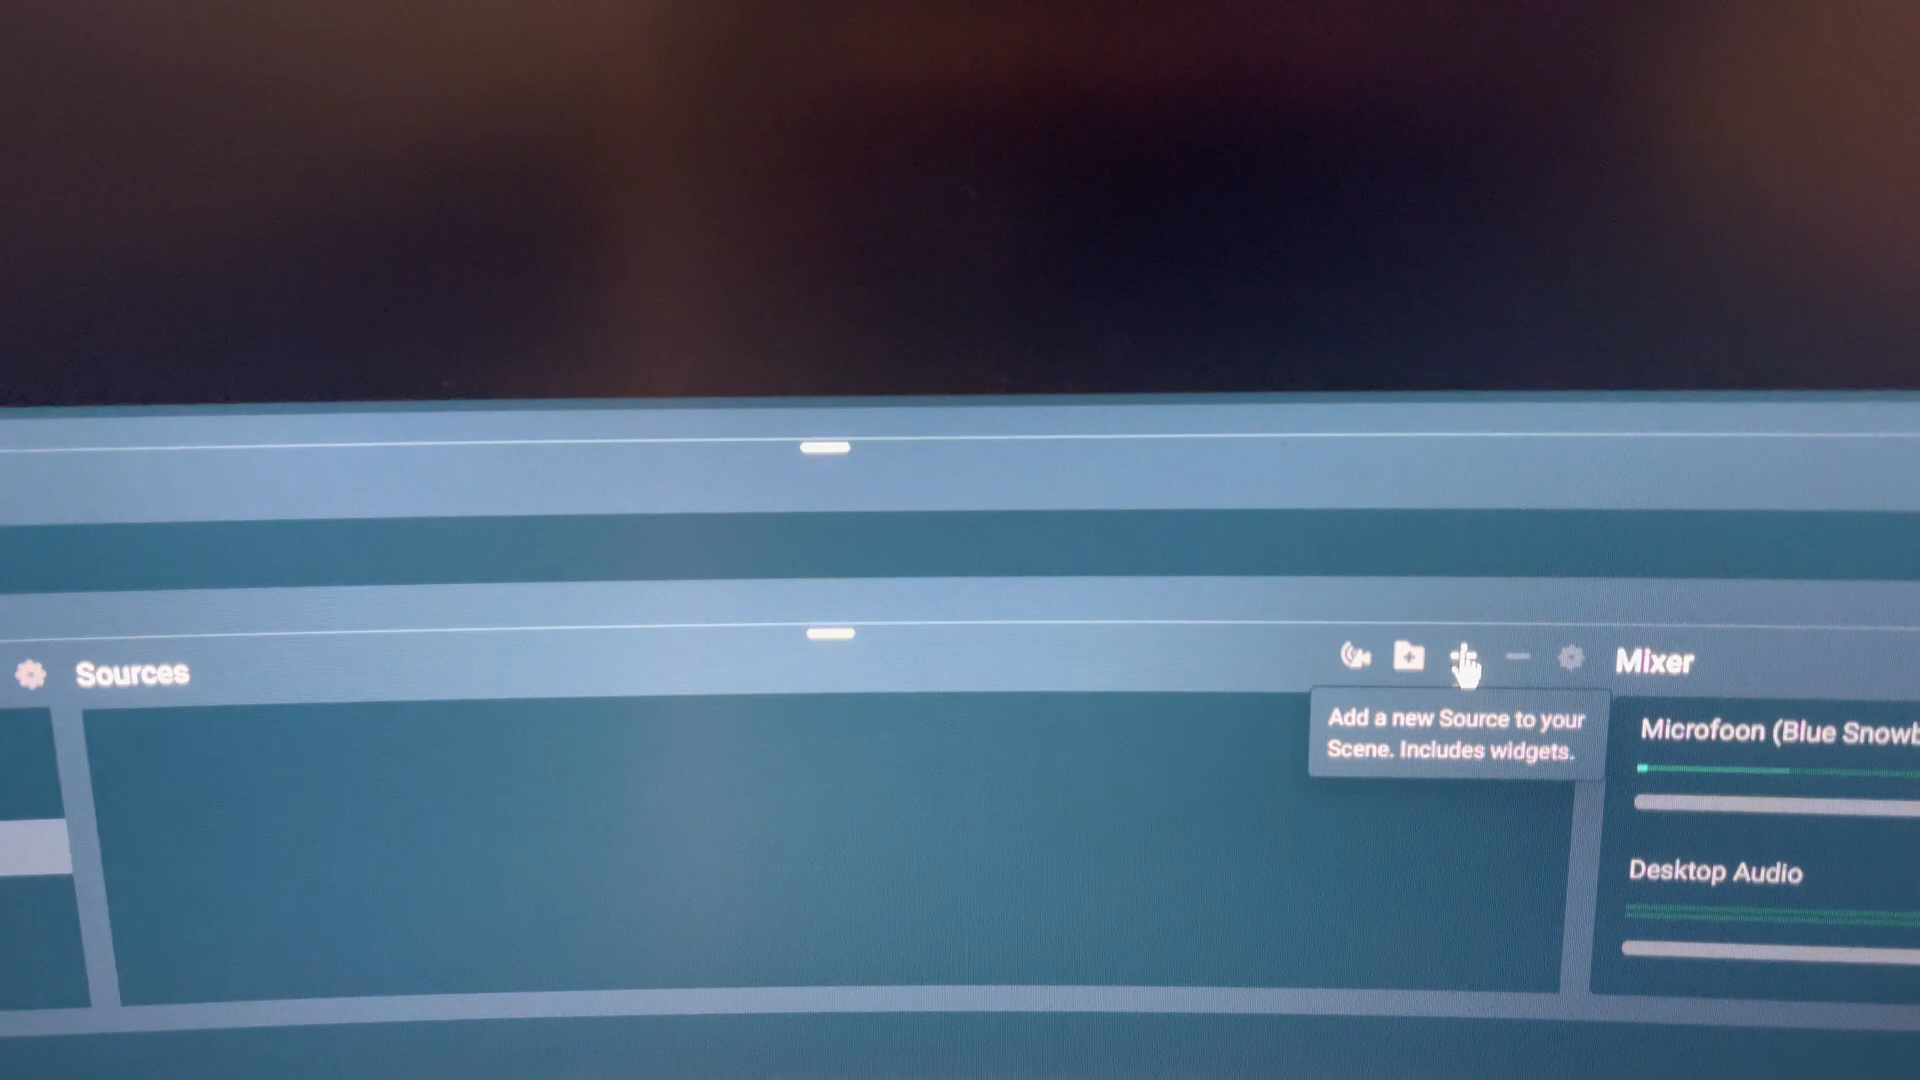 Sources
Mixer
Add a new Source to your
Scene. Includes widgets.
Microfoon (Blue Snowb
Desktop Audio